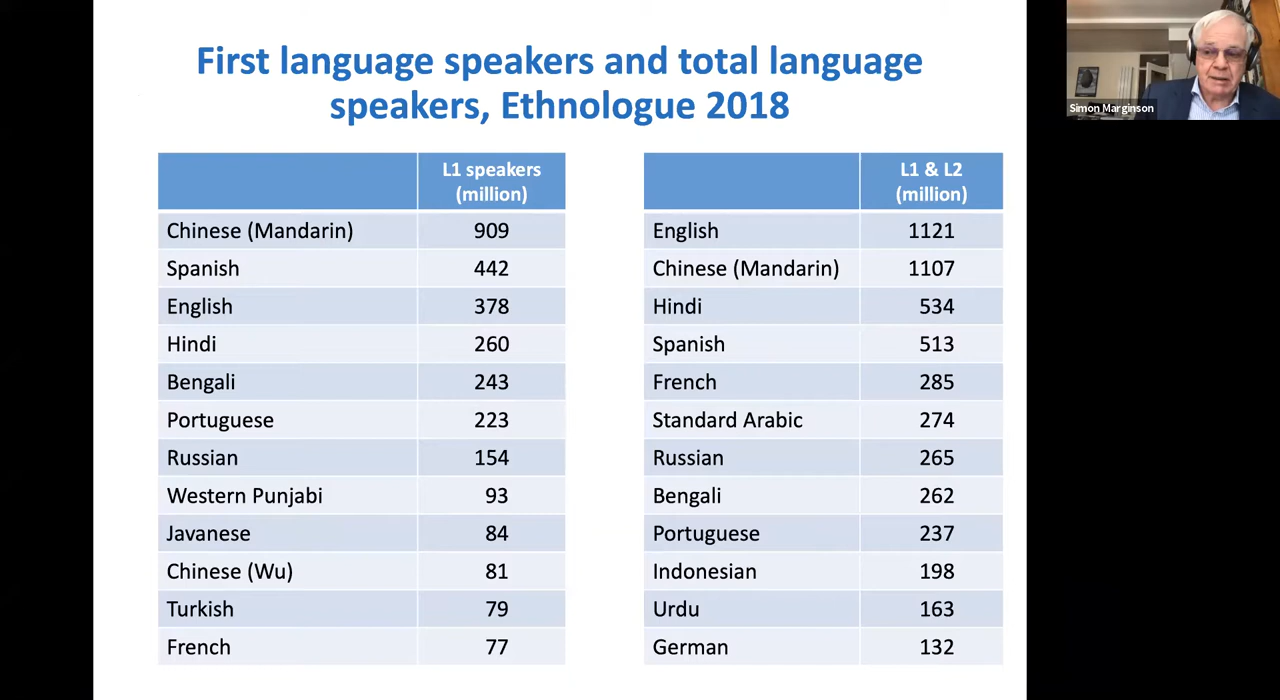 First language speakers and total language
speakers, Ethnologue 2018
L1 speakers
(million)
Chinese (Mandarin) 909
Spanish 442
English 378
Hindi 260
Bengali 243
Portuguese 223
Russian 154
Western Punjabi 93
Javanese 84
Chinese (Wu) 81
Turkish 79
French 77
L1 & L2
(million)
English 1121
Chinese (Mandarin) 1107
Hindi 534
Spanish 513
French 285
Standard Arabic 274
Russian 265
Bengali 262
Portuguese 237
Indonesian 198
Urdu 163
German 132
Simon Marginson